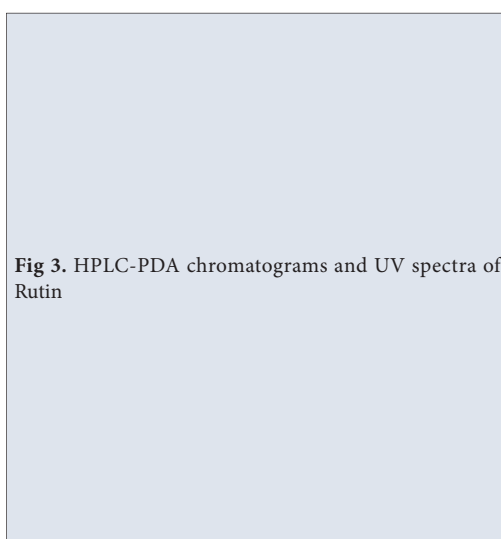 Fig 3. HPLC-PDA chromatograms and UV spectra of
Rutin